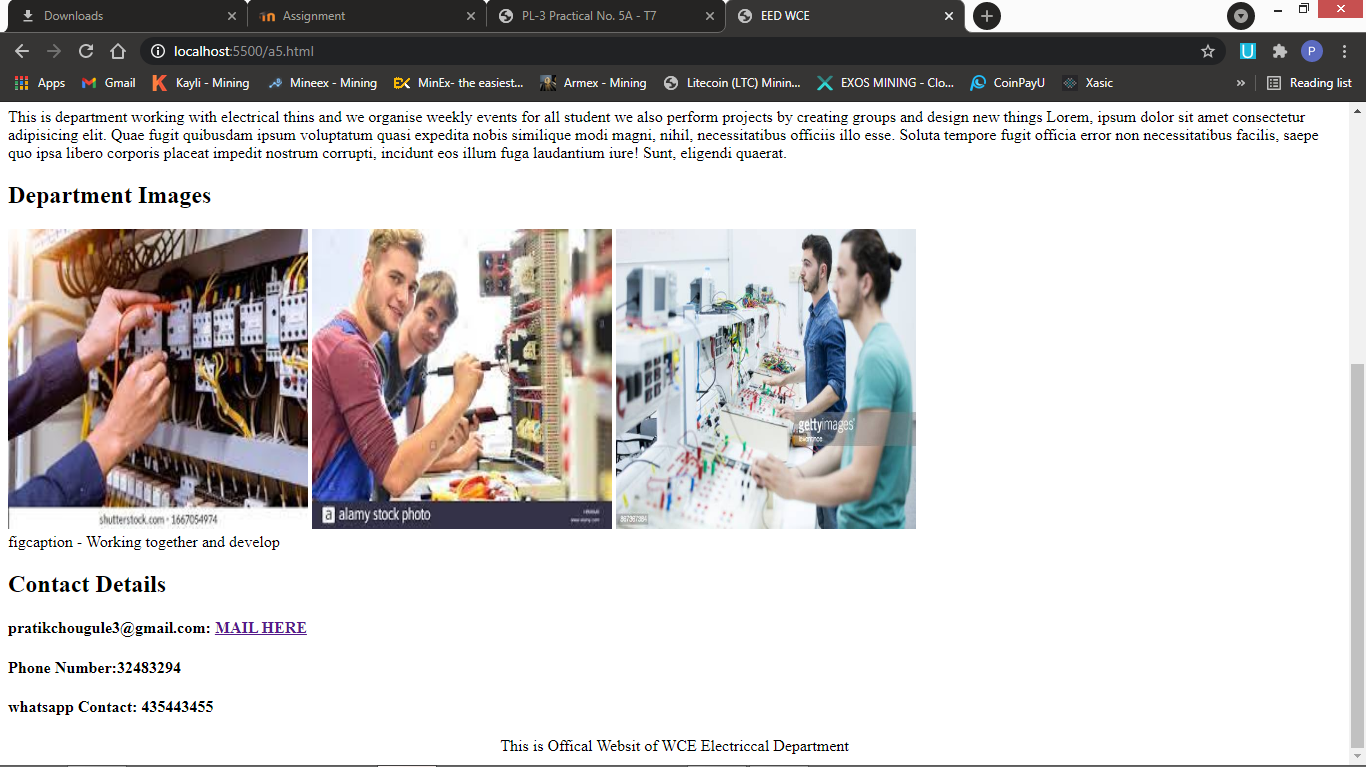 Downloads
Assignment
PL-3 Practical No. 5A - T7
EED WCE
localhost:5500/a5.html
P
Apps
Gmail
Kayli - Mining
Mineex - Mining
MinEx- the easiest...
Armex - Mining
Litecoin (LTC) Minin...
EXOS MINING - Clo...
CoinPayU
Xasic
»
Reading list
This is department working with electrical thins and we organise weekly events for all student we also perform projects by creating groups and design new things Lorem, ipsum dolor sit amet consectetur
adipisicing elit. Quae fugit quibusdam ipsum voluptatum quasi expedita nobis similique modi magni, nihil, necessitatibus officiis illo esse. Soluta tempore fugit officia error non necessitatibus facilis, saepe
quo ipsa libero corporis placeat impedit nostrum corrupti, incidunt eos illum fuga laudantium iure! Sunt, eligendi quaerat.
Department Images
shutterstock.com · 1667054974
a alamy stock photo
gettyimages
figcaption - Working together and develop
Contact Details
pratikchougule3@gmail.com: MAIL HERE
Phone Number:32483294
whatsapp Contact: 435443455
This is Offical Websit of WCE Electriccal Department